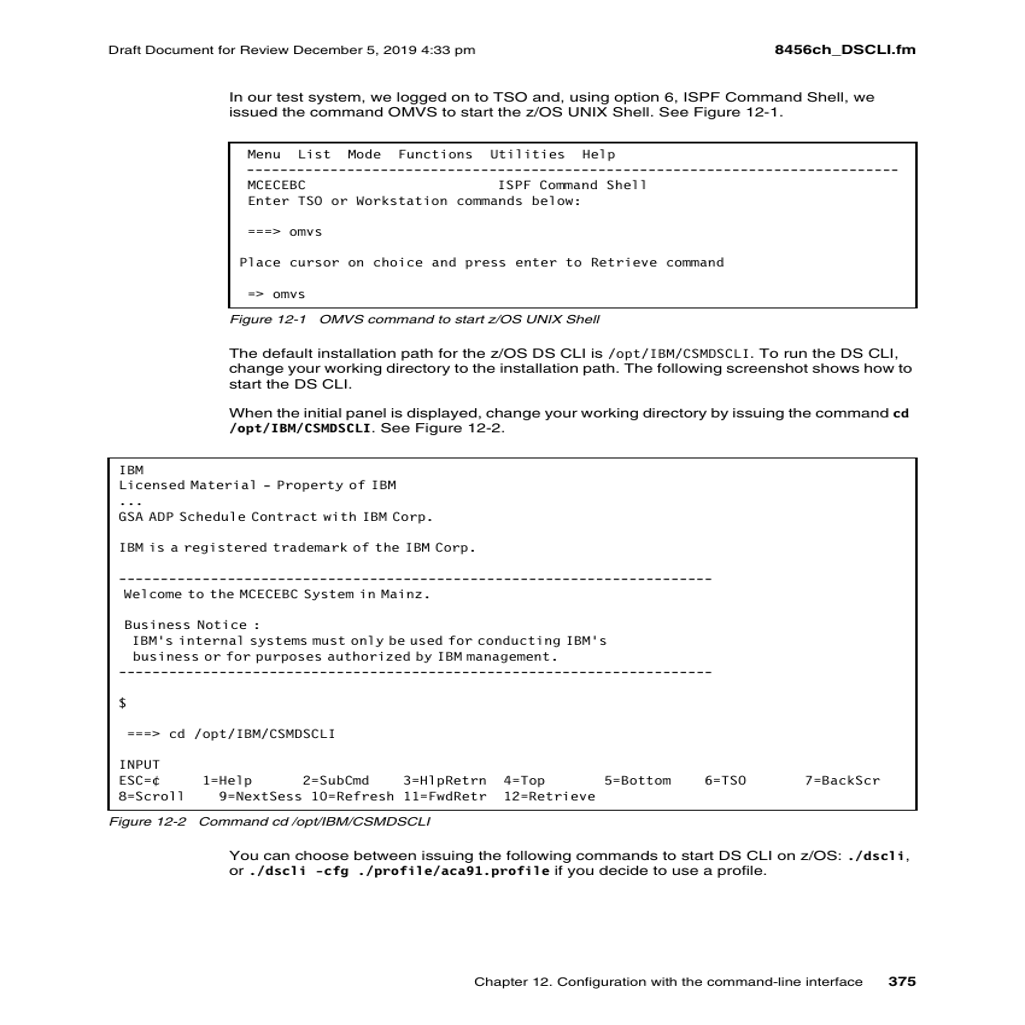 Draft Document for Review December 5, 2019 4:33 pm
8456ch_DSCLI.fm
In our test system, we logged on to TSO and, using option 6, ISPF Command Shell, we
issued the command OMVS to start the z/OS UNIX Shell. See Figure 12-1.
Menu List Mode Functions Utilities Help
------------------------------------------------------------------------------
MCECEBC ISPF Command Shell
Enter TSO or Workstation commands below:
===> omvs
Place cursor on choice and press enter to Retrieve command
=> omvs
Figure 12-1 OMVS command to start z/OS UNIX Shell
The default installation path for the z/OS DS CLI is /opt/IBM/CSMDSCLI. To run the DS CLI,
change your working directory to the installation path. The following screenshot shows how to
start the DS CLI.
When the initial panel is displayed, change your working directory by issuing the command cd
/opt/IBM/CSMDSCLI. See Figure 12-2.
IBM
Licensed Material - Property of IBM
...
GSA ADP Schedule Contract with IBM Corp.
IBM is a registered trademark of the IBM Corp.
-----------------------------------------------------------------------
Welcome to the MCECEBC System in Mainz.
Business Notice :
IBM's internal systems must only be used for conducting IBM's
business or for purposes authorized by IBM management.
-----------------------------------------------------------------------
$
===> cd /opt/IBM/CSMDSCLI
INPUT
ESC=¢ 1=Help 2=SubCmd 3=HlpRetrn 4=Top 5=Bottom 6=TSO 7=BackScr
8=Scroll 9=NextSess 10=Refresh 11=FwdRetr 12=Retrieve
Figure 12-2 Command cd /opt/IBM/CSMDSCLI
You can choose between issuing the following commands to start DS CLI on z/OS: ./dscli,
or ./dscli -cfg ./profile/aca91.profile if you decide to use a profile.
Chapter 12. Configuration with the command-line interface 375